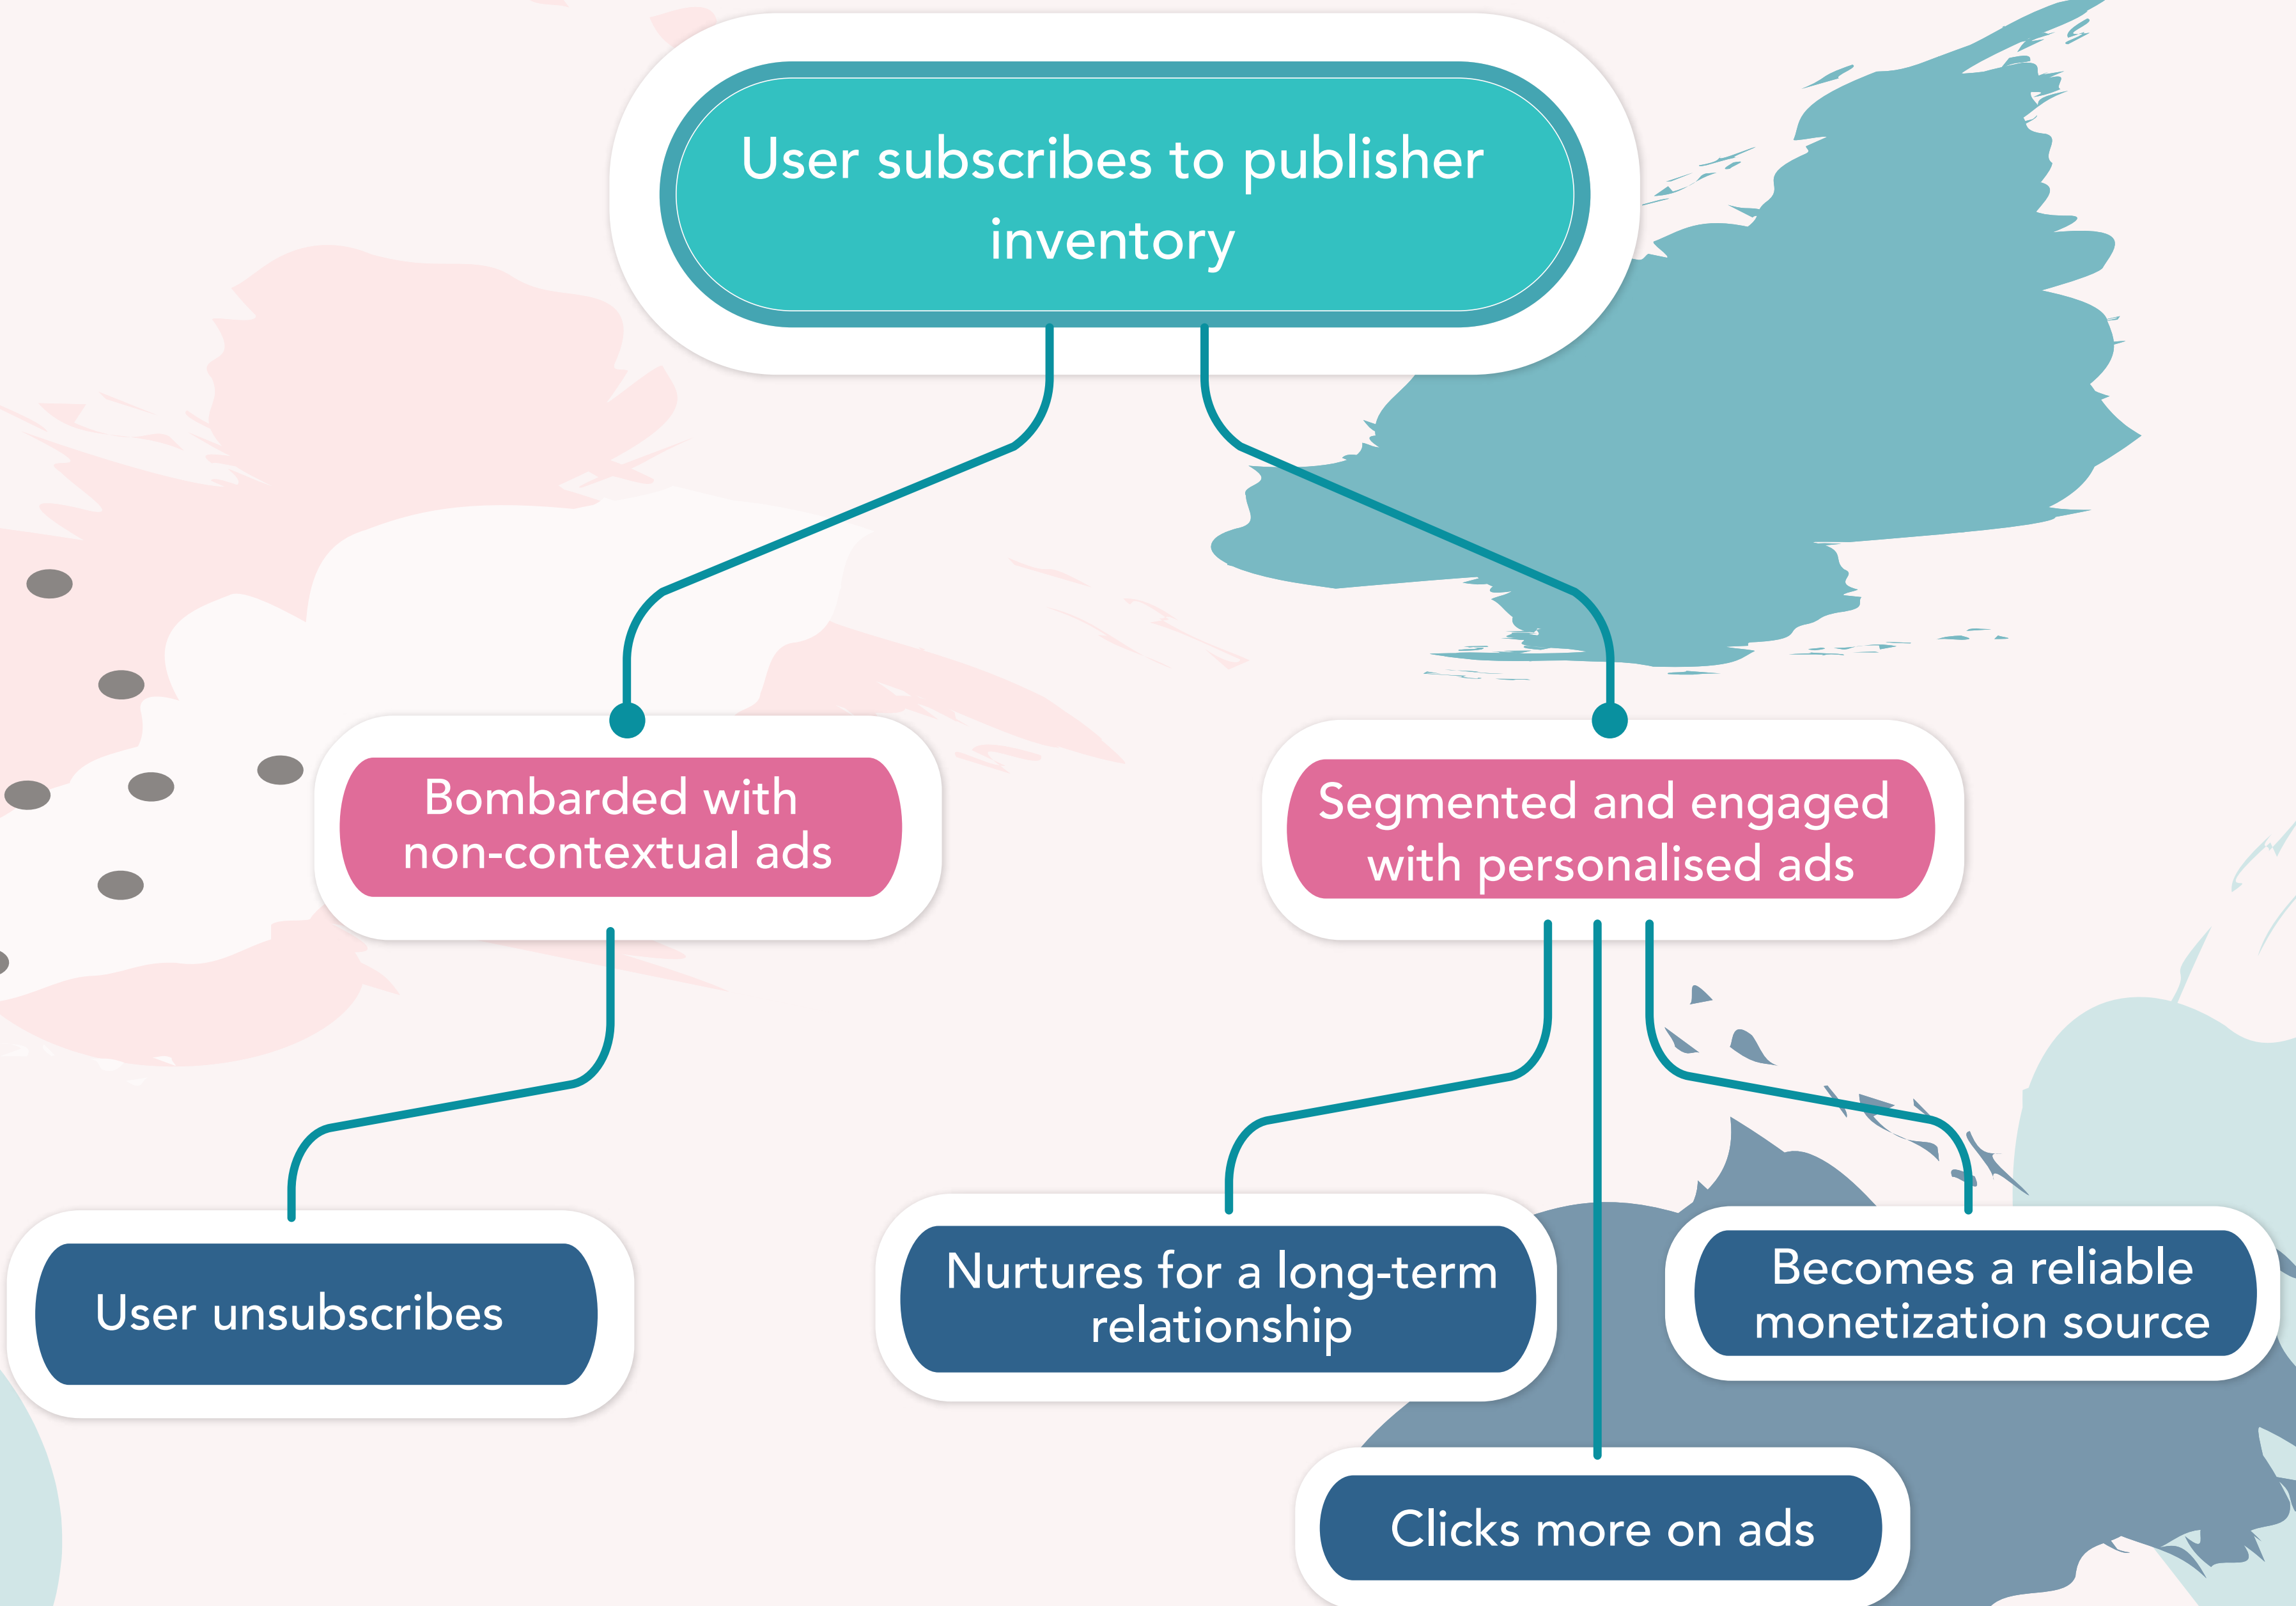 User subscribes to publisher
inventory
Bombarded with
non-contextual ads
Segmented and engaged
with personalised ads
User unsubscribes
Nurtures for a long-term
relationship
Becomes a reliable
monetization source
Clicks more on ads